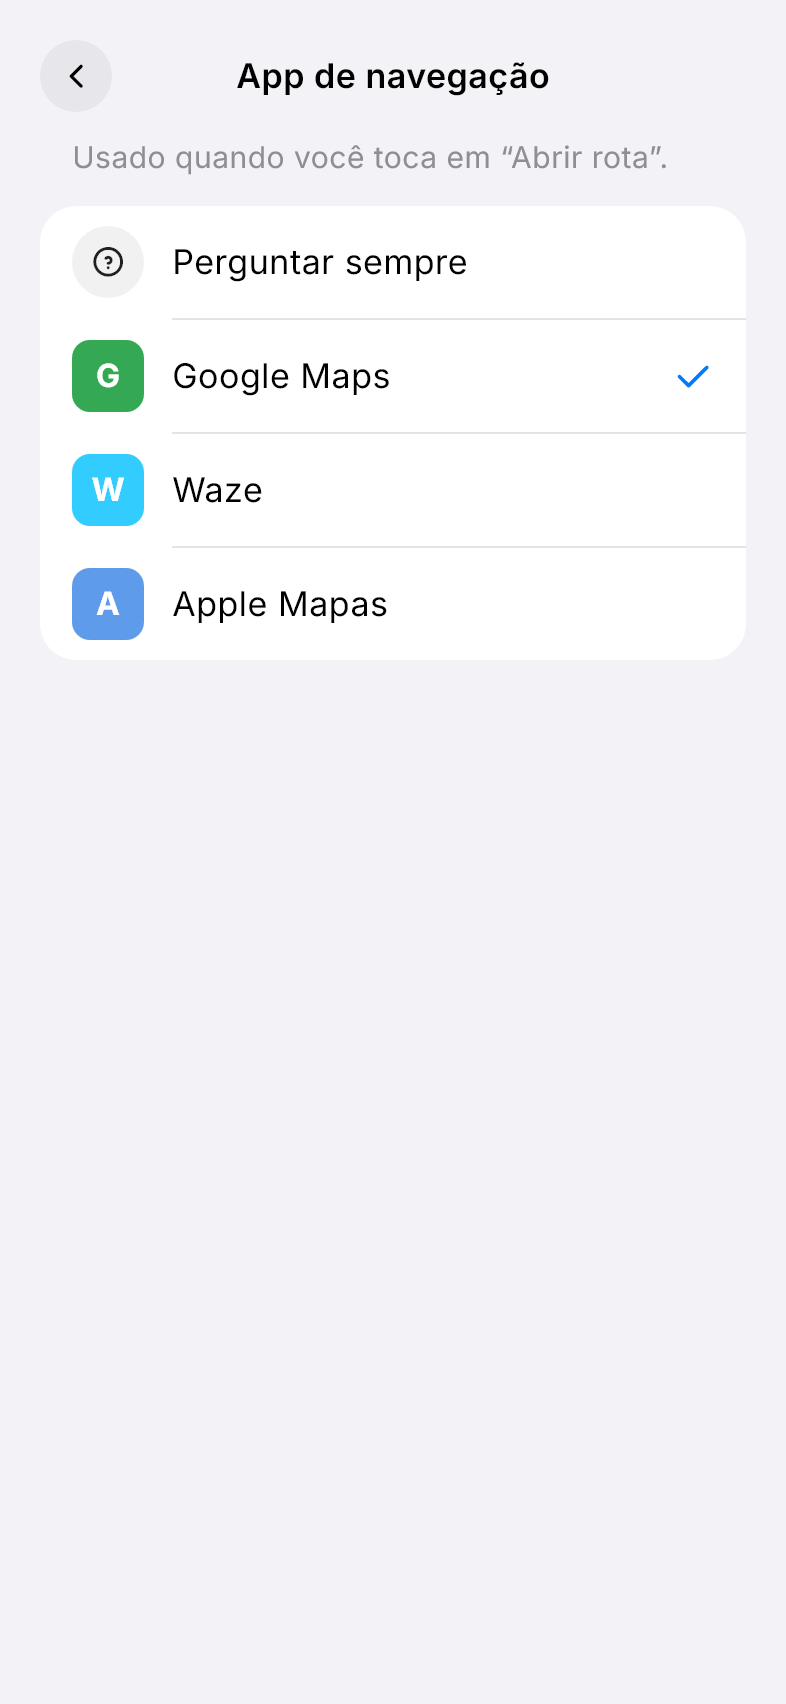 App de navegação
Usado quando você toca em “Abrir rota”.
Perguntar sempre
G Google Maps
W Waze
A Apple Mapas